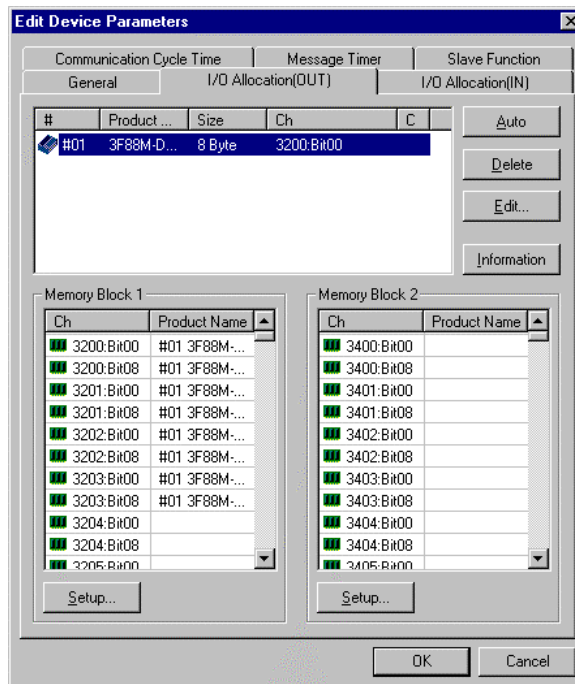 Edit Device Parameters
Communication Cycle Time Message Timer Slave Function
General I/O Allocation(OUT) I/O Allocation(IN)
# Product ... Size Ch C
#01 3F88M-D... 8 Byte 3200:Bit00
Auto
Delete
Edit...
Information
Memory Block 1
Ch Product Name
3200:Bit00 #01 3F88M-...
3200:Bit08 #01 3F88M-...
3201:Bit00 #01 3F88M-...
3201:Bit08 #01 3F88M-...
3202:Bit00 #01 3F88M-...
3202:Bit08 #01 3F88M-...
3203:Bit00 #01 3F88M-...
3203:Bit08 #01 3F88M-...
3204:Bit00
3204:Bit08
3205:Bit00
Setup...
Memory Block 2
Ch Product Name
3400:Bit00
3400:Bit08
3401:Bit00
3401:Bit08
3402:Bit00
3402:Bit08
3403:Bit00
3403:Bit08
3404:Bit00
3404:Bit08
3405:Bit00
Setup...
OK Cancel